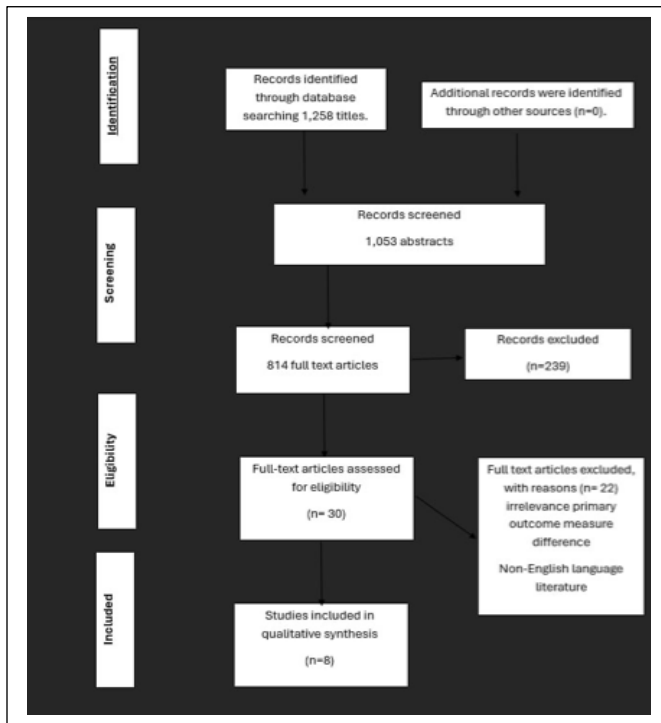 Identification
Records identified
through database
searching 1,258 titles.
Additional records were identified
through other sources (n=0).
Screening
Records screened
1,053 abstracts
Records screened
814 full text articles
Records excluded
(n=239)
Eligibility
Full-text articles assessed
for eligibility
(n= 30)
Full text articles excluded,
with reasons (n= 22)
irrelevance primary
outcome measure
difference
Non-English language
literature
Included
Studies included in
qualitative synthesis
(n=8)